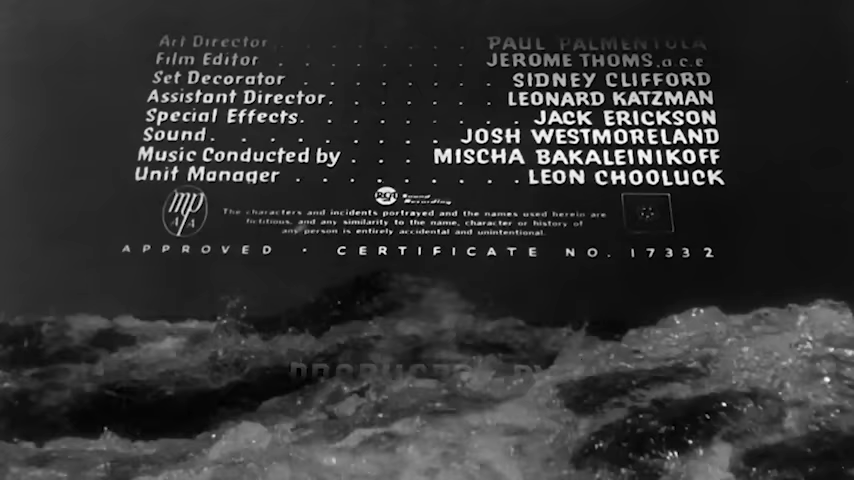 Art Director . . . . . . . . PAUL PALMENTOLA
Film Editor . . . . . . . . JEROME THOMS, a.c.e.
Set Decorator . . . . . . . . SIDNEY CLIFFORD
Assistant Director . . . . . . . LEONARD KATZMAN
Special Effects . . . . . . . . JACK ERICKSON
Sound . . . . . . . . JOSH WESTMORELAND
Music Conducted by . . . MISCHA BAKALEINIKOFF
Unit Manager . . . . . . . . LEON CHOOLUCK
RCA Sound Recording
The characters and incidents portrayed and the names used herein are
fictitious, and any similarity to the name, character or history of
any person is entirely accidental and unintentional.
APPROVED · CERTIFICATE NO. 17332
PRODUCED BY